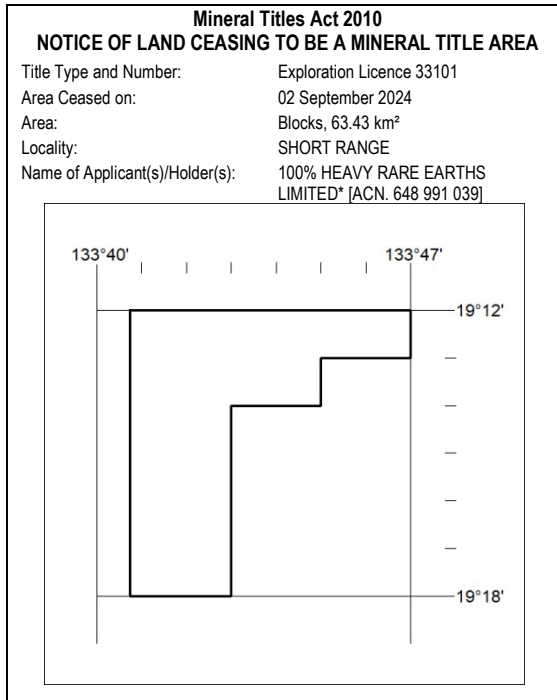 Mineral Titles Act 2010
NOTICE OF LAND CEASING TO BE A MINERAL TITLE AREA
Title Type and Number: Exploration Licence 33101
Area Ceased on: 02 September 2024
Area: Blocks, 63.43 km²
Locality: SHORT RANGE
Name of Applicant(s)/Holder(s): 100% HEAVY RARE EARTHS
LIMITED* [ACN. 648 991 039]
133°40' 133°47'
19°12'
19°18'